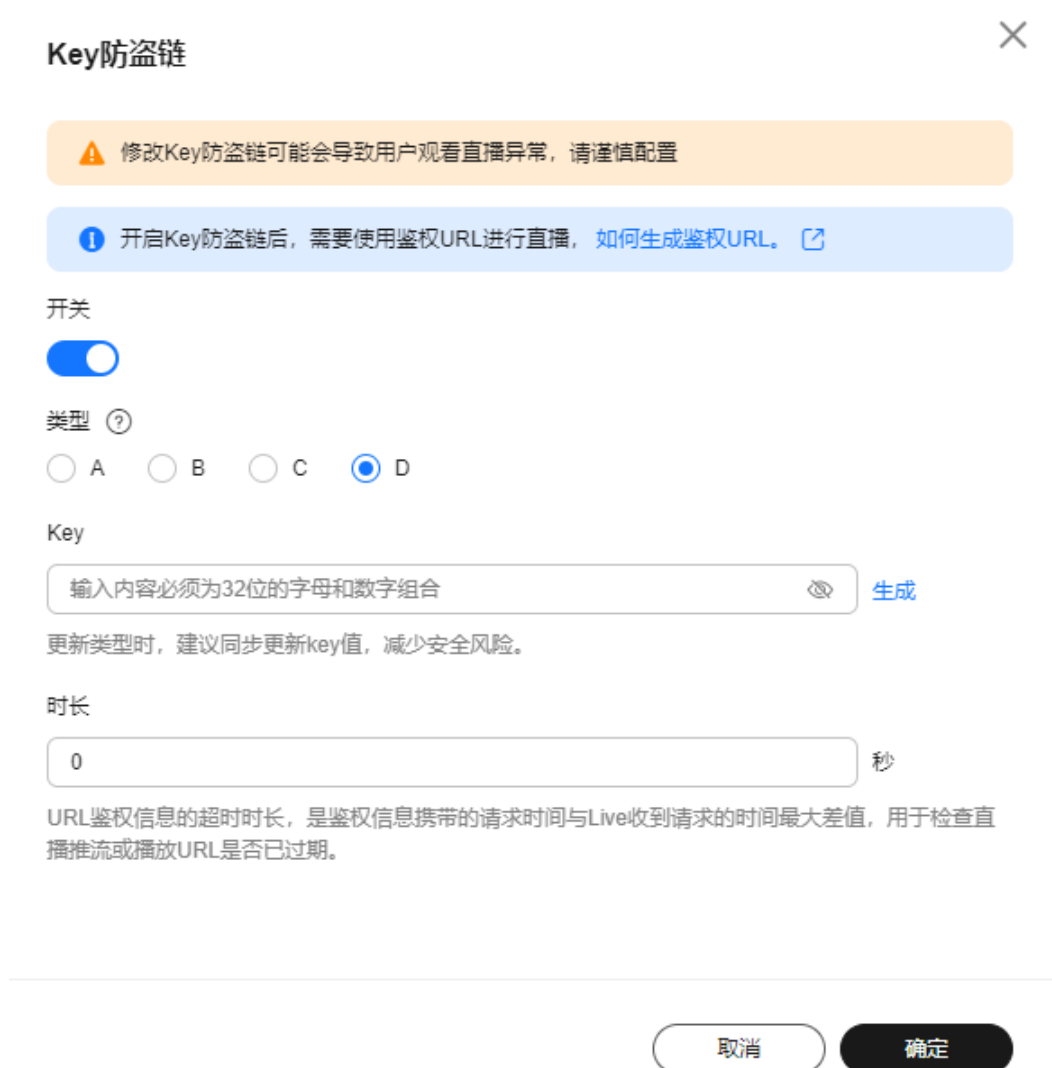 Key防盗链
修改Key防盗链可能会导致用户观看直播异常，请谨慎配置
开启Key防盗链后，需要使用鉴权URL进行直播，如何生成鉴权URL。
开关
类型
A B C D
Key
输入内容必须为32位的字母和数字组合 生成
更新类型时，建议同步更新key值，减少安全风险。
时长
0 秒
URL鉴权信息的超时时长，是鉴权信息携带的请求时间与Live收到请求的时间最大差值，用于检查直
播推流或播放URL是否已过期。
取消 确定